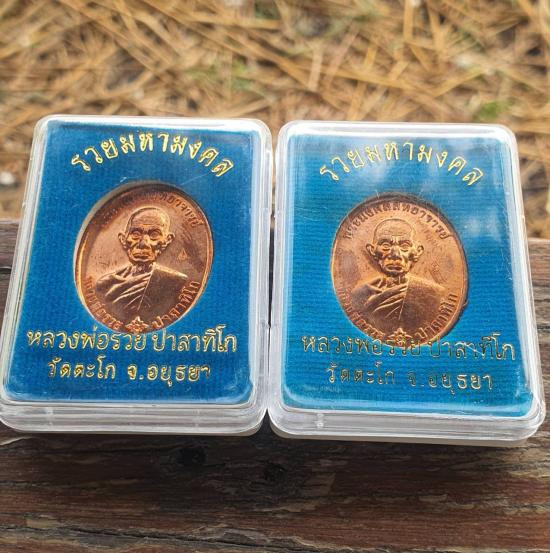 รวยมหามงคล
หลวงพ่อรวย ปาสาทิโก
วัดตะโก จ.อยุธยา
รวยมหามงคล
หลวงพ่อรวย ปาสาทิโก
วัดตะโก จ.อยุธยา